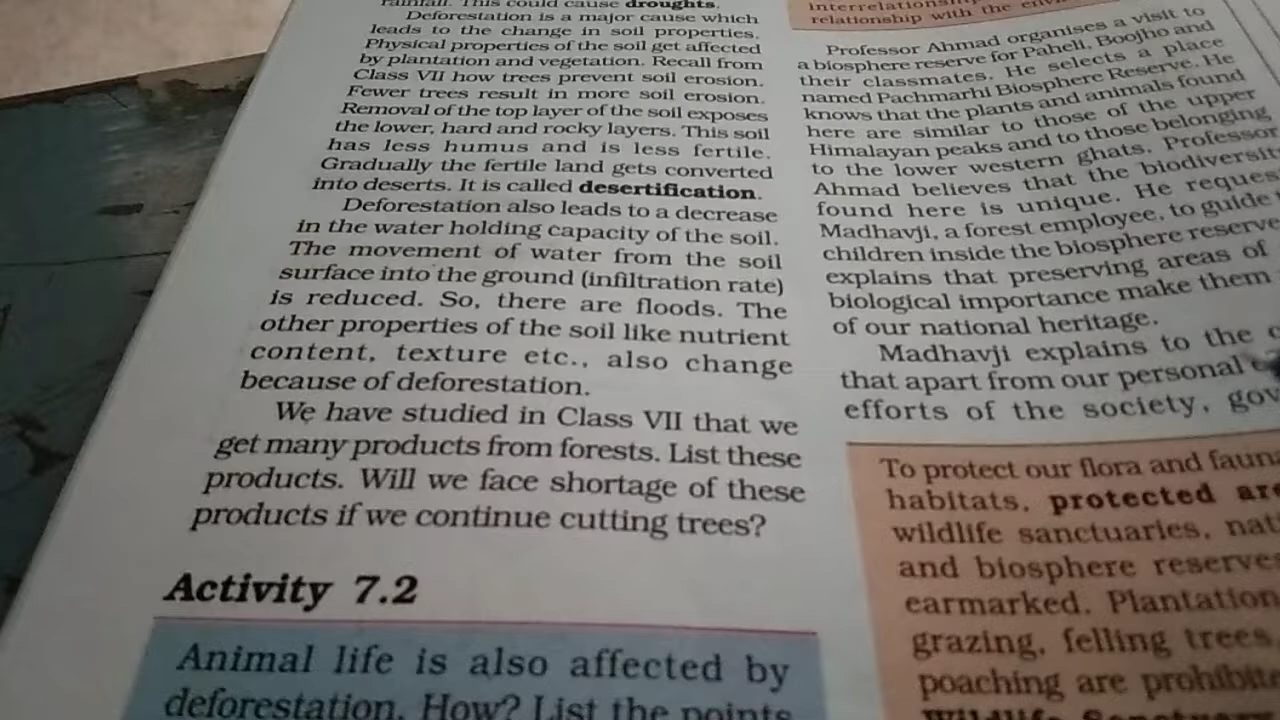 rainfall. This could cause droughts.
Deforestation is a major cause which
leads to the change in soil properties.
Physical properties of the soil get affected
by plantation and vegetation. Recall from
Class VII how trees prevent soil erosion.
Fewer trees result in more soil erosion.
Removal of the top layer of the soil exposes
the lower, hard and rocky layers. This soil
has less humus and is less fertile.
Gradually the fertile land gets converted
into deserts. It is called desertification.
Deforestation also leads to a decrease
in the water holding capacity of the soil.
The movement of water from the soil
surface into the ground (infiltration rate)
is reduced. So, there are floods. The
other properties of the soil like nutrient
content, texture etc., also change
because of deforestation.
We have studied in Class VII that we
get many products from forests. List these
products. Will we face shortage of these
products if we continue cutting trees?
Activity 7.2
Animal life is also affected by
deforestation. How? List the points
relationship with the
Professor Ahmad organises a visit to
a biosphere reserve for Paheli, Boojho and
their classmates. He selects a place
named Pachmarhi Biosphere Reserve. He
knows that the plants and animals found
here are similar to those of the upper
Himalayan peaks and to those belonging
to the lower western ghats. Professor
Ahmad believes that the biodiversit
found here is unique. He reques
Madhavji, a forest employee, to guide
children inside the biosphere reserve
explains that preserving areas of
biological importance make them
of our national heritage.
Madhavji explains to the
that apart from our personal
efforts of the society, gov
To protect our flora and fauna
habitats, protected are
wildlife sanctuaries, nat
and biosphere reserve
earmarked. Plantation
grazing, felling trees,
poaching are prohibite